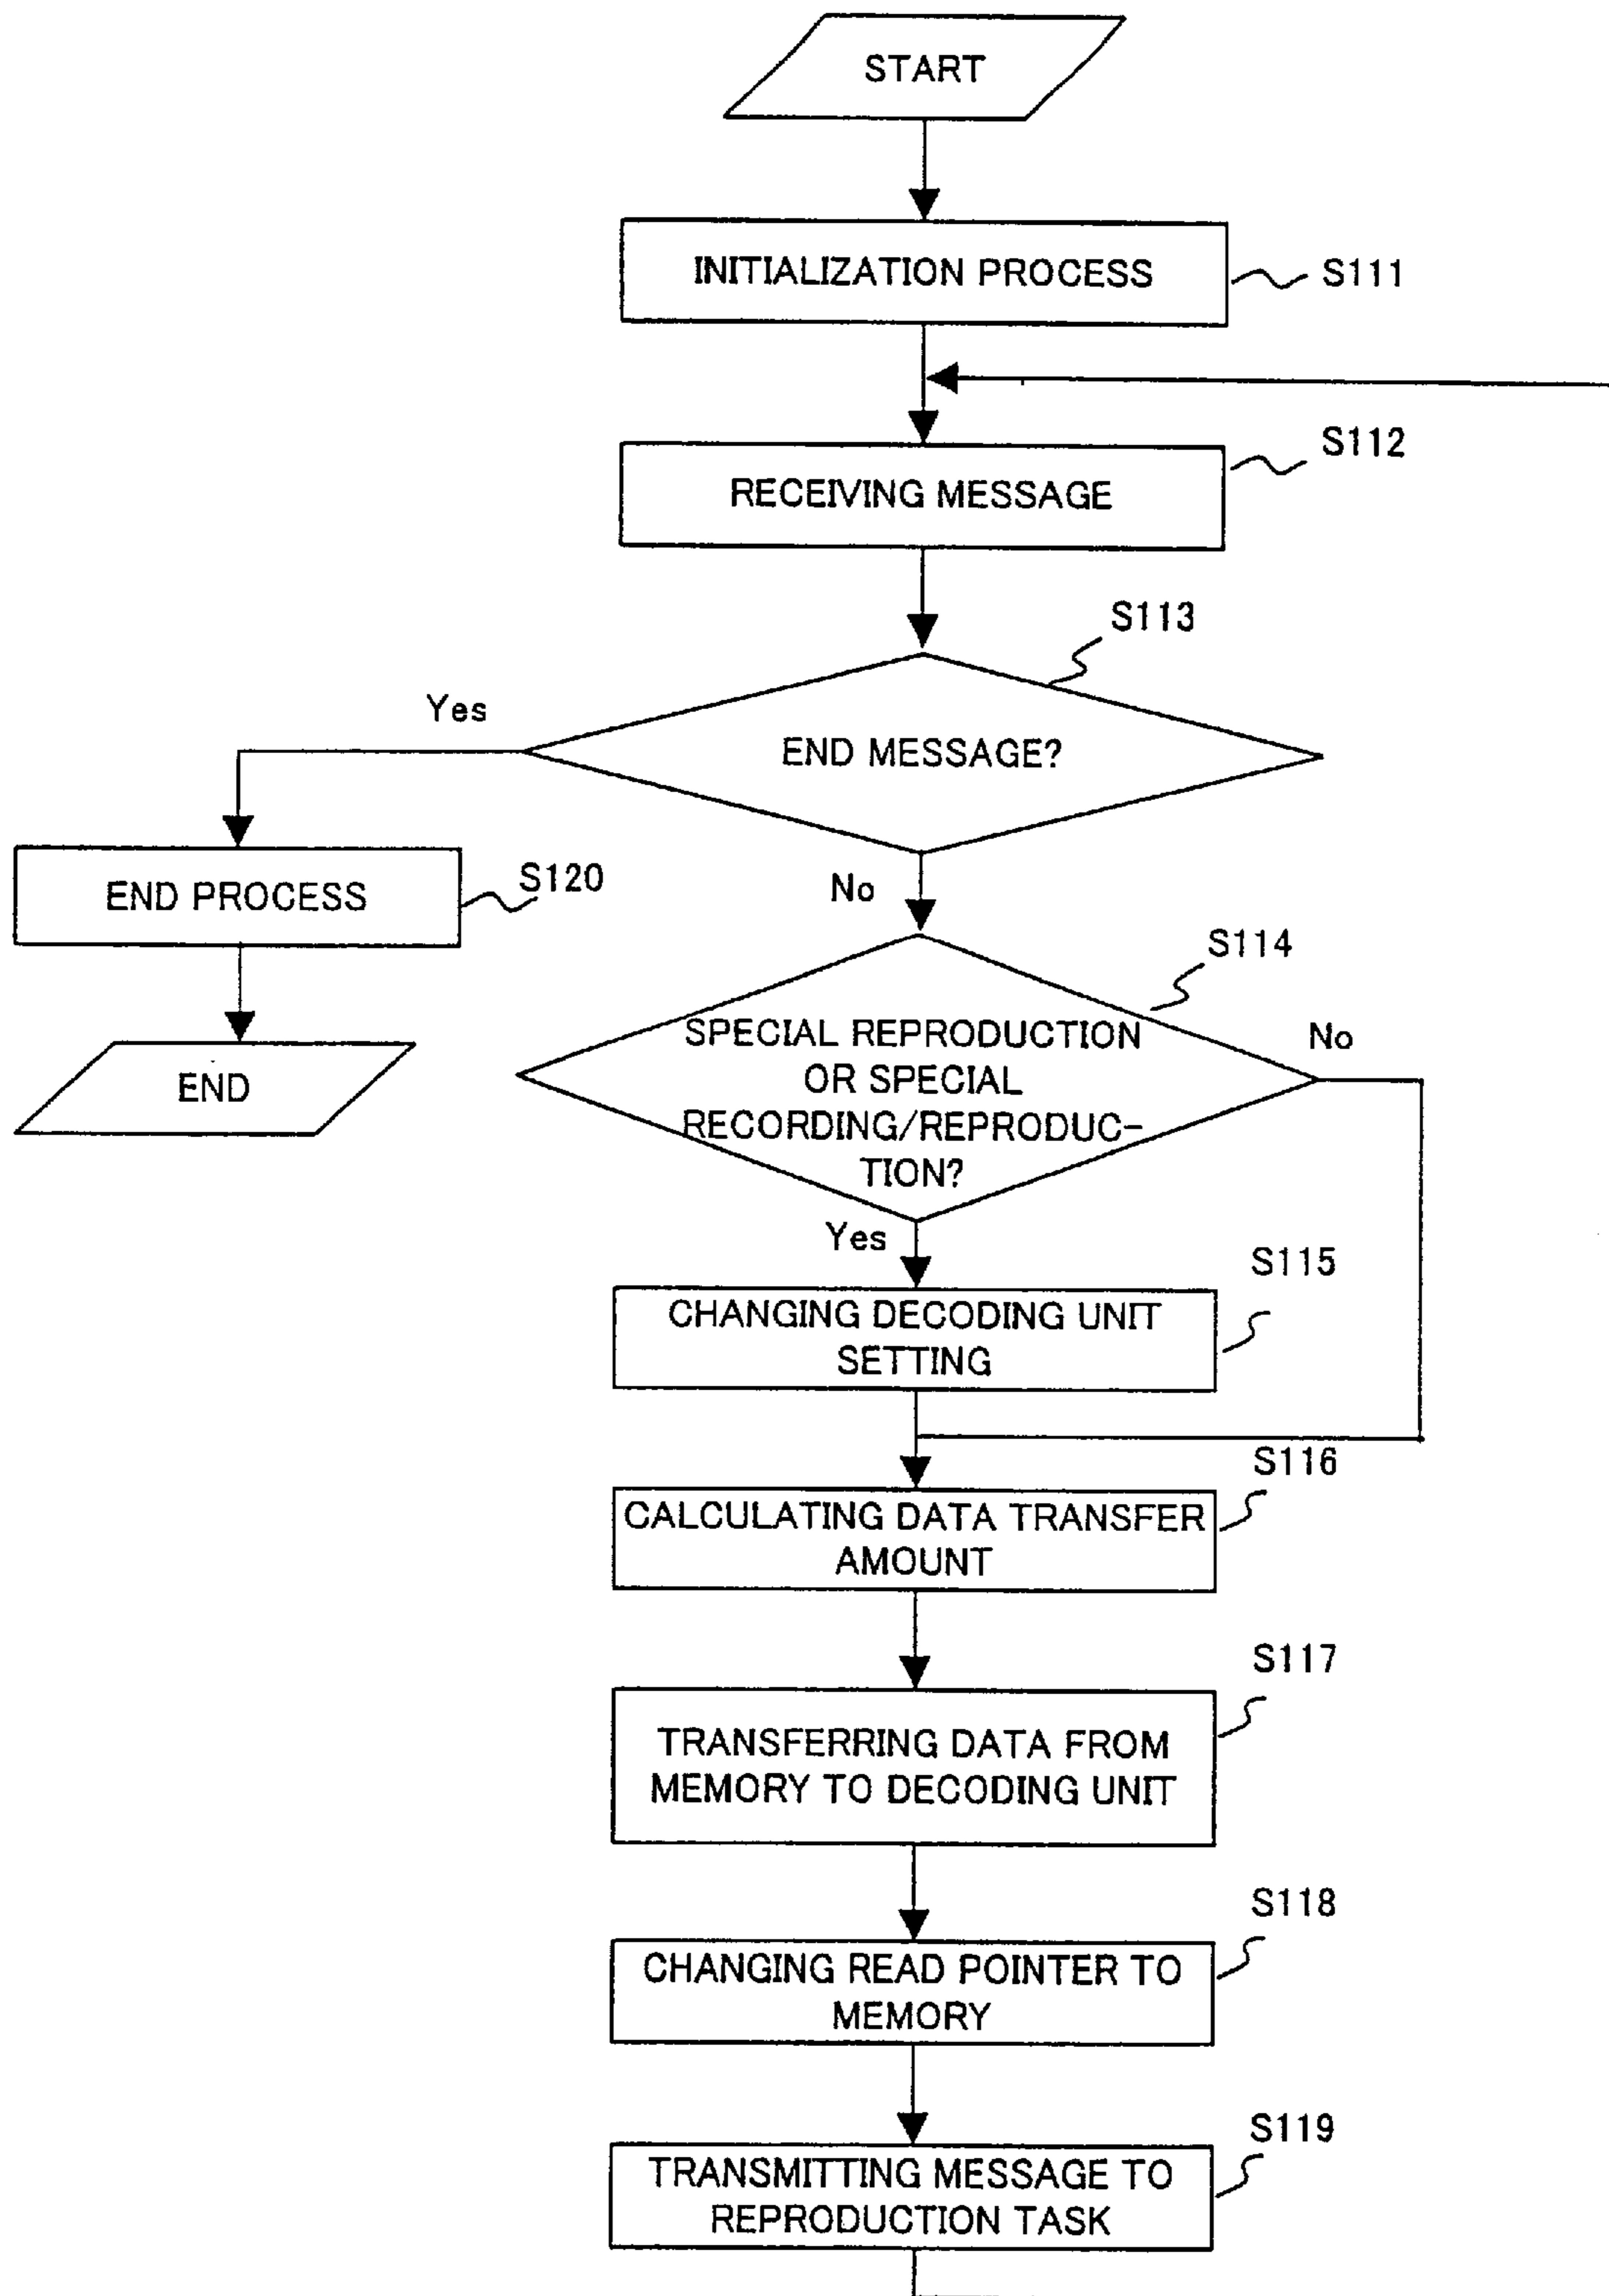 START
INITIALIZATION PROCESS
S111
S112
RECEIVING MESSAGE
S113
Yes
END MESSAGE?
END PROCESS
S120
No
END
S114
SPECIAL REPRODUCTION
OR SPECIAL
RECORDING/REPRODUC-
TION?
No
Yes
S115
CHANGING DECODING UNIT
SETTING
S116
CALCULATING DATA TRANSFER
AMOUNT
S117
TRANSFERRING DATA FROM
MEMORY TO DECODING UNIT
S118
CHANGING READ POINTER TO
MEMORY
S119
TRANSMITTING MESSAGE TO
REPRODUCTION TASK